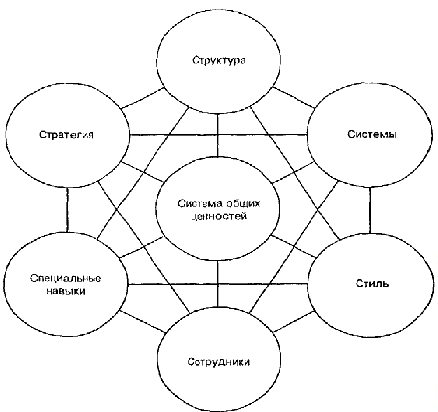 Структура
Стратегия
Системы
Система общих
ценностей
Специальные
навыки
Стиль
Сотрудники